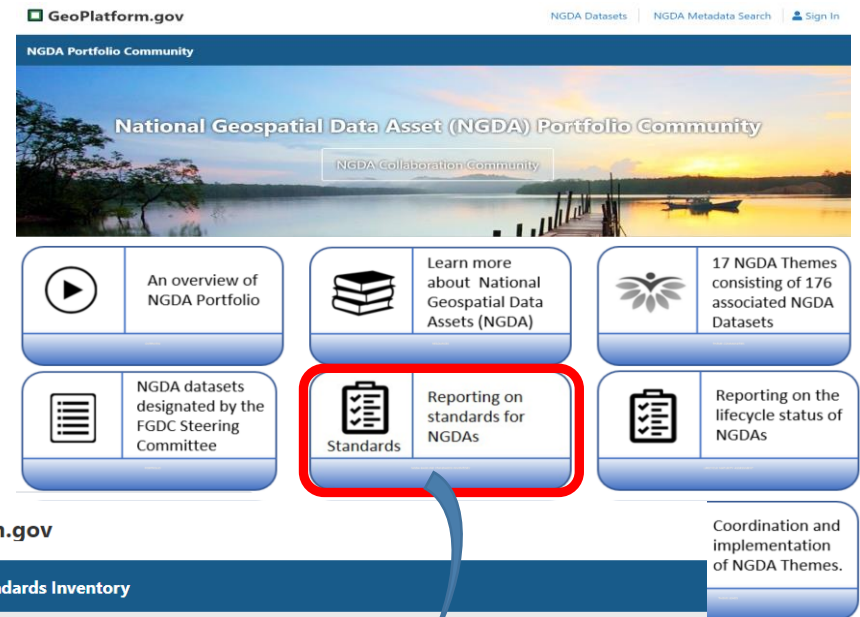 GeoPlatform.gov
NGDA Datasets
NGDA Metadata Search
Sign In
NGDA Portfolio Community
National Geospatial Data Asset (NGDA) Portfolio Community
NGDA Collaboration Community
An overview of
NGDA Portfolio
Learn more
about National
Geospatial Data
Assets (NGDA)
17 NGDA Themes
consisting of 176
associated NGDA
Datasets
NGDA datasets
designated by the
FGDC Steering
Committee
Standards
Reporting on
standards for
NGDAs
Reporting on the
lifecycle status of
NGDAs
m.gov
Coordination and
implementation
of NGDA Themes.
dards Inventory